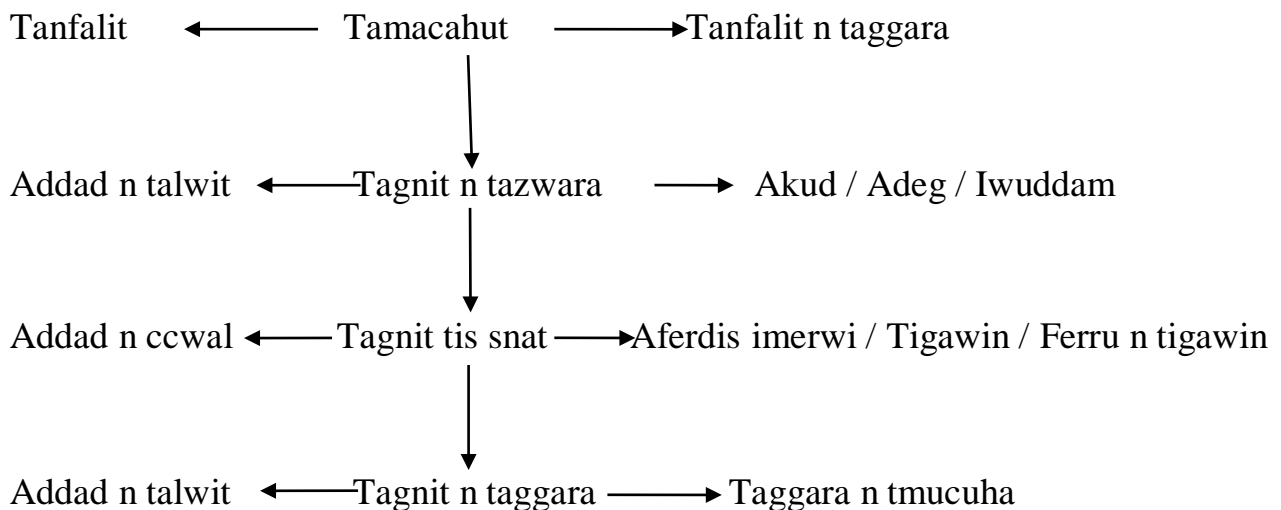 Tanfalit Tamacahut Tanfalit n taggara
Addad n talwit Tagnit n tazwara Akud / Adeg / Iwuddam
Addad n ccwal Tagnit tis snat Aferdis imerwi / Tigawin / Ferru n tigawin
Addad n talwit Tagnit n taggara Taggara n tmucuha